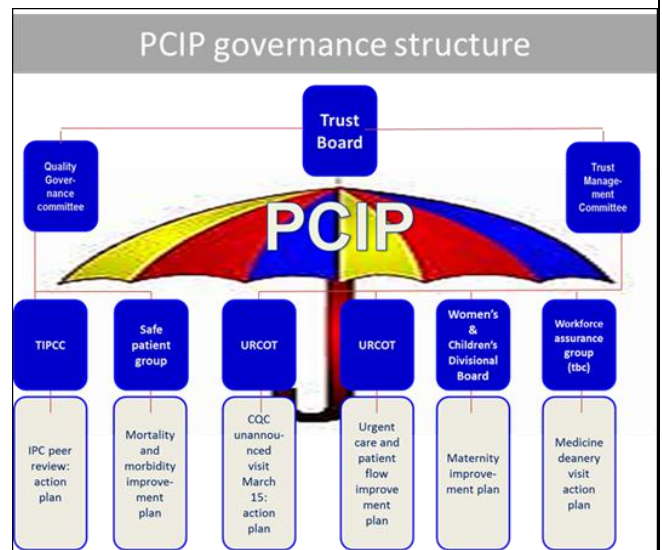 PCIP governance structure
Trust
Board
Quality
Gover-
nance
committee
Trust
Manage-
ment
Committee
PCIP
TIPCC
Safe
patient
group
URCOT
URCOT
Women's
&
Children's
Divisional
Board
Workforce
assurance
group
(tbc)
IPC peer
review:
action
plan
Mortality
and
morbidity
improve-
ment
plan
CQC
unannou-
nced
visit
March
15:
action
plan
Urgent
care and
patient
flow
improve
ment
plan
Maternity
improve-
ment plan
Medicine
deanery
visit
action
plan